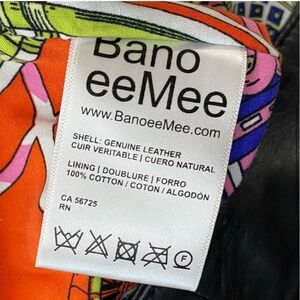 Bano
eeMee
www.BanoeeMee.com
SHELL: GENUINE LEATHER
CUIR VERITABLE | CUERO NATURAL
LINING | DOUBLURE | FORRO
100% COTTON / COTON / ALGODÓN
CA 56725
RN
F